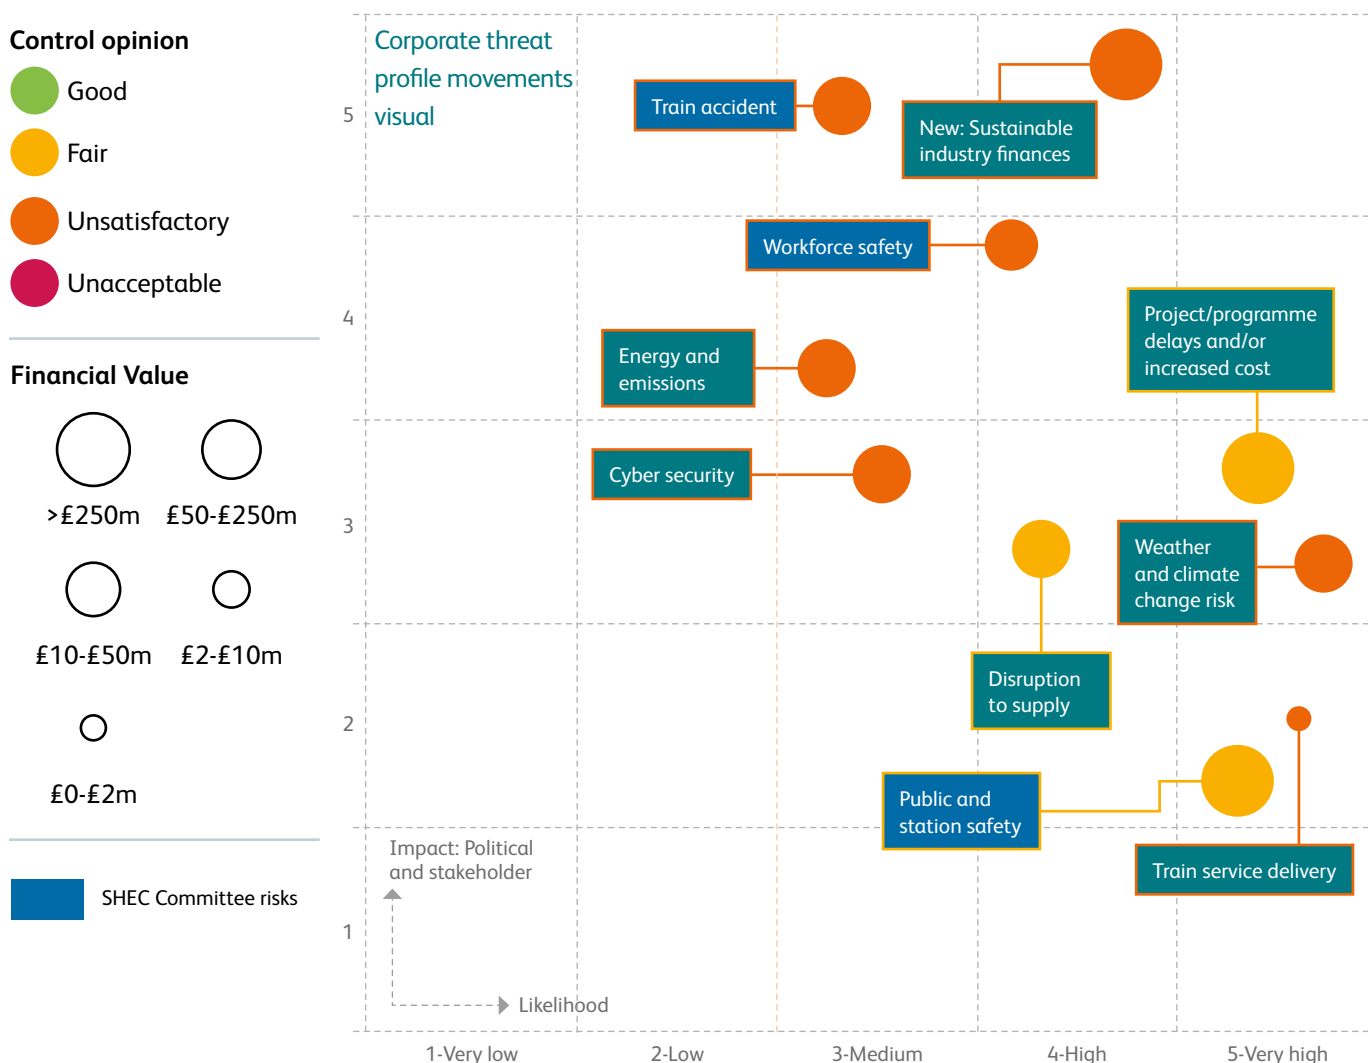 Control opinion
Good
Fair
Unsatisfactory
Unacceptable
Financial Value
>£250m
£50-£250m
£10-£50m
£2-£10m
£0-£2m
SHEC Committee risks
Corporate threat
profile movements
visual
5
4
3
2
1
Train accident
New: Sustainable
industry finances
Workforce safety
Project/programme
delays and/or
increased cost
Energy and
emissions
Cyber security
Weather
and climate
change risk
Disruption
to supply
Public and
station safety
Train service delivery
Impact: Political
and stakeholder
Likelihood
1-Very low
2-Low
3-Medium
4-High
5-Very high